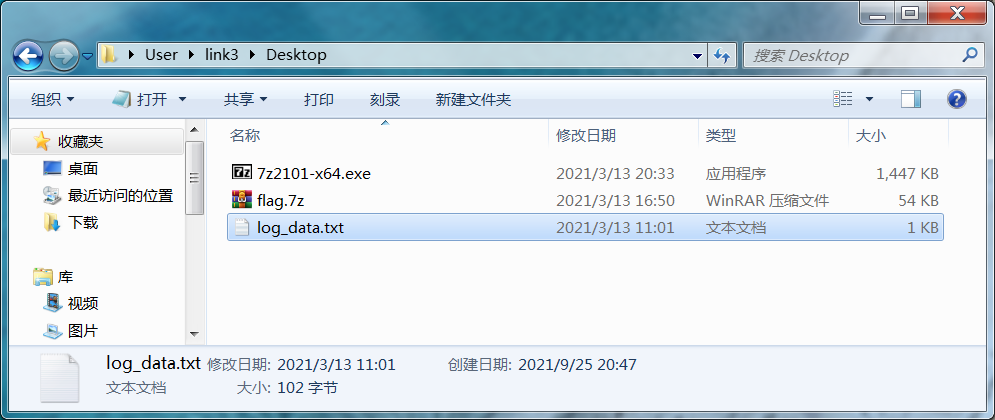 User link3 Desktop 搜索 Desktop
组织 打开 共享 打印 刻录 新建文件夹
收藏夹
桌面
最近访问的位置
下载
库
视频
图片
名称 修改日期 类型 大小
7z 7z2101-x64.exe 2021/3/13 20:33 应用程序 1,447 KB
flag.7z 2021/3/13 16:50 WinRAR 压缩文件 54 KB
log_data.txt 2021/3/13 11:01 文本文档 1 KB
log_data.txt 修改日期: 2021/3/13 11:01 创建日期: 2021/9/25 20:47
文本文档 大小: 102 字节